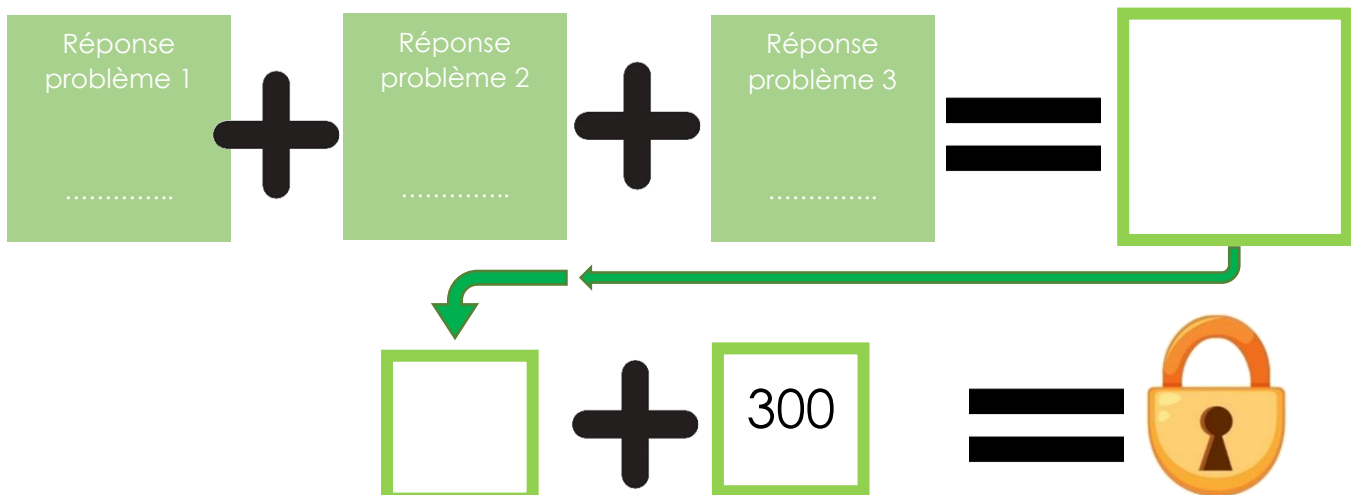 Réponse
problème 1
..............
Réponse
problème 2
..............
Réponse
problème 3
..............
300